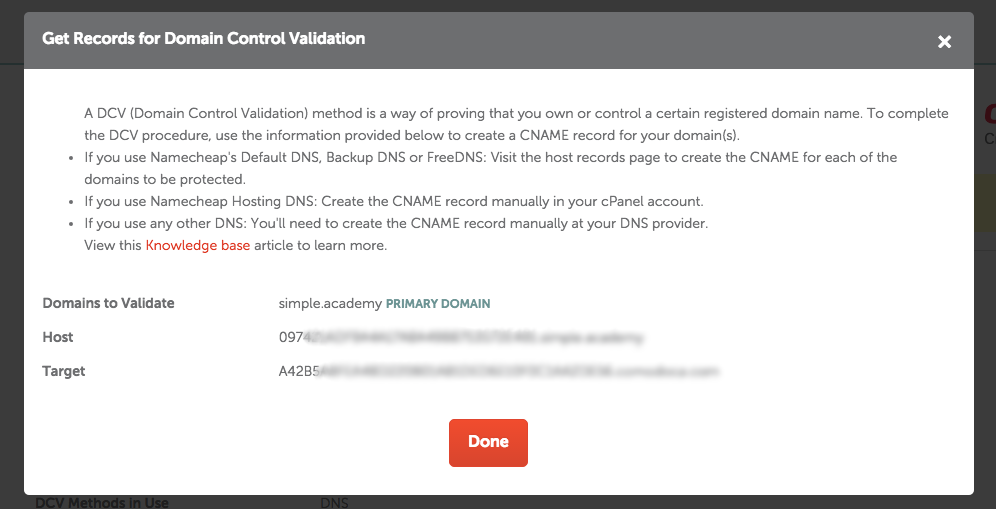 Get Records for Domain Control Validation
A DCV (Domain Control Validation) method is a way of proving that you own or control a certain registered domain name. To complete
the DCV procedure, use the information provided below to create a CNAME record for your domain(s).
If you use Namecheap's Default DNS, Backup DNS or FreeDNS: Visit the host records page to create the CNAME for each of the
domains to be protected.
If you use Namecheap Hosting DNS: Create the CNAME record manually in your cPanel account.
If you use any other DNS: You'll need to create the CNAME record manually at your DNS provider.
View this Knowledge base article to learn more.
Domains to Validate simple.academy PRIMARY DOMAIN
Host 097
Target A42B5
Done
DCV Methods in Use DNS